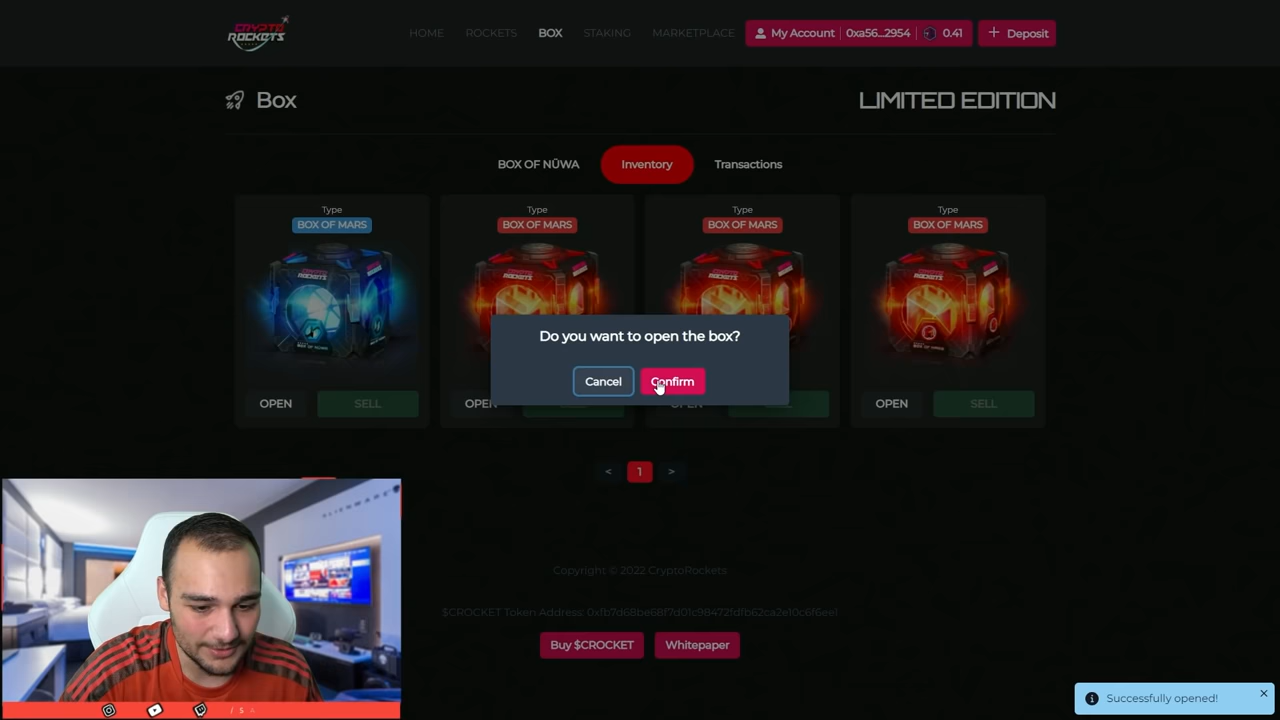 CRYPTO
ROCKETS
HOME
ROCKETS
BOX
STAKING
MARKETPLACE
My Account
0xa56...2954
0.41
+ Deposit
Box
LIMITED EDITION
BOX OF NÜWA
Inventory
Transactions
Type
Type
Type
Type
BOX OF MARS
BOX OF MARS
BOX OF MARS
BOX OF MARS
Do you want to open the box?
Cancel
Confirm
OPEN
SELL
OPEN
OPEN
SELL
< 1 >
Copyright © 2022 CryptoRockets
Buy $CROCKET
Whitepaper
Successfully opened!